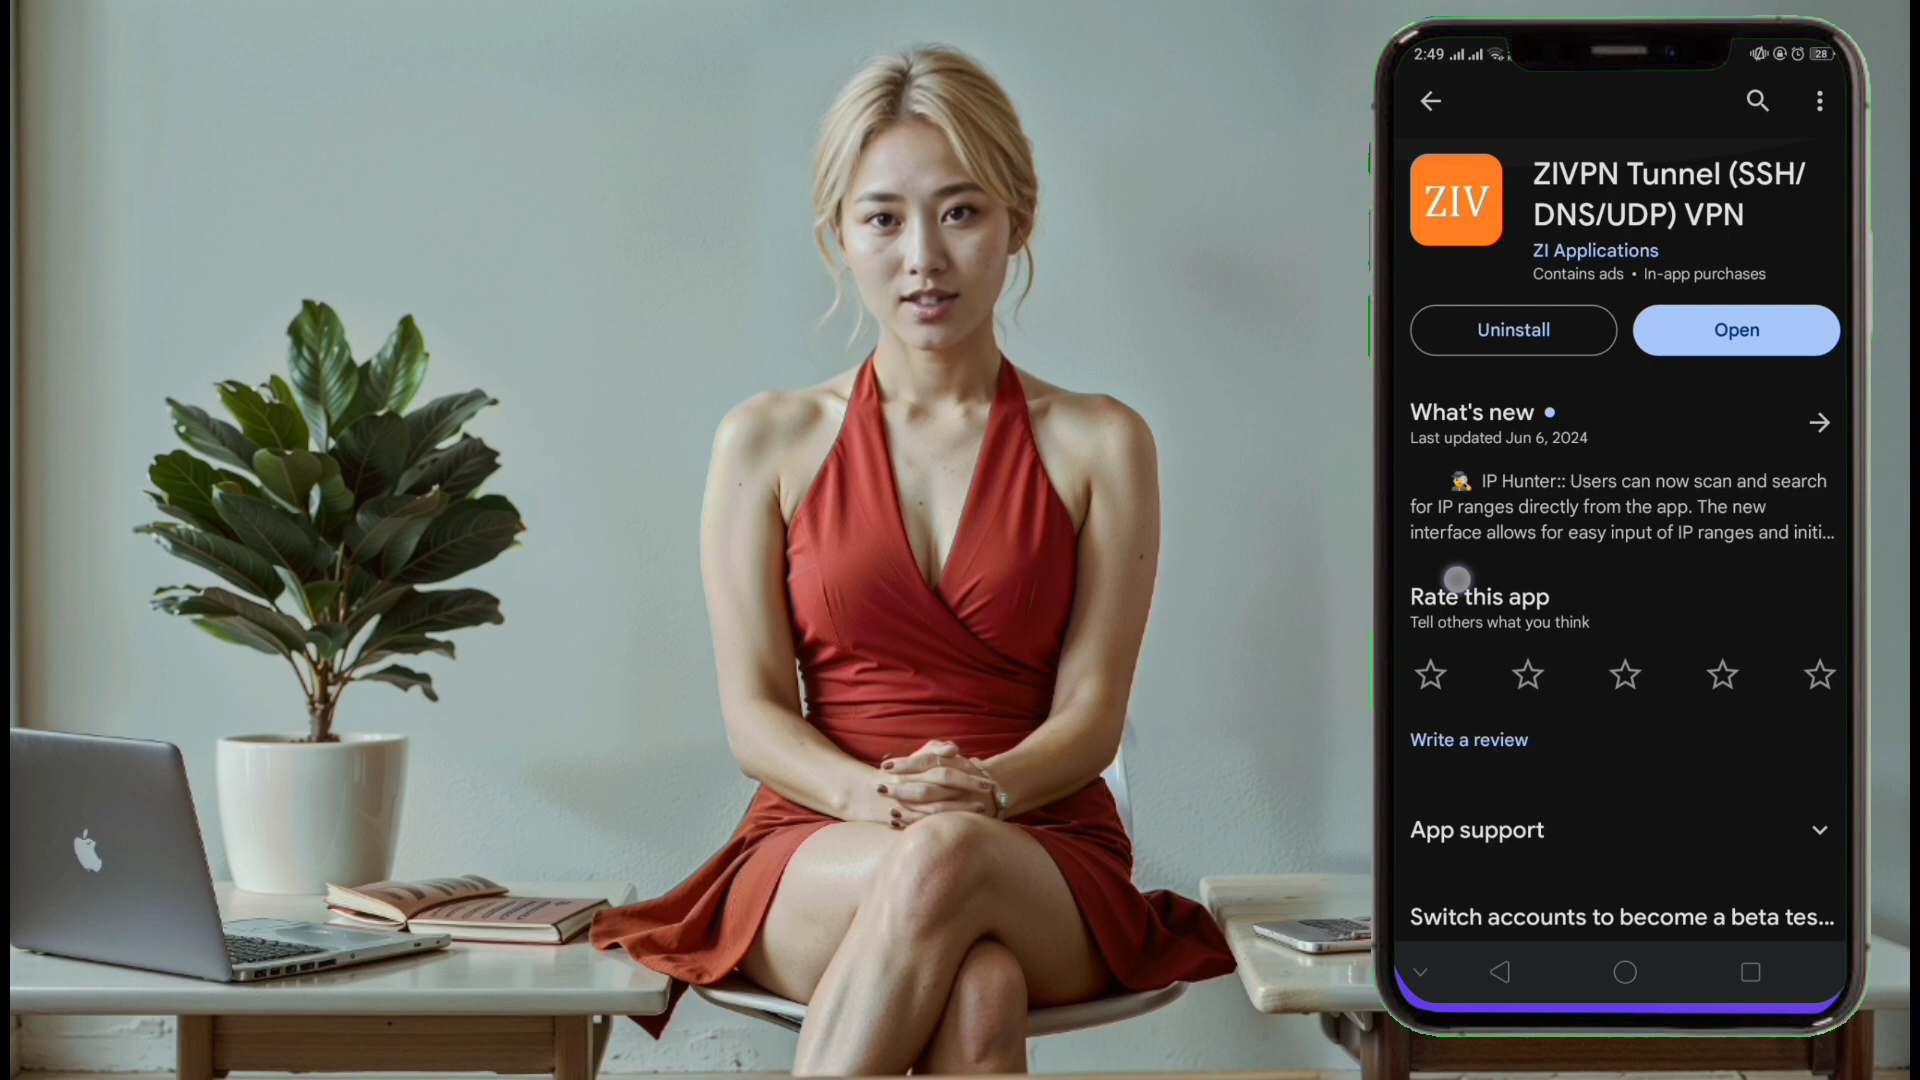 2:49
28
ZIV
ZIVPN Tunnel (SSH/
DNS/UDP) VPN
ZI Applications
Contains ads • In-app purchases
Uninstall
Open
What's new
Last updated Jun 6, 2024
IP Hunter:: Users can now scan and search
for IP ranges directly from the app. The new
interface allows for easy input of IP ranges and initi...
Rate this app
Tell others what you think
Write a review
App support
Switch accounts to become a beta tes...